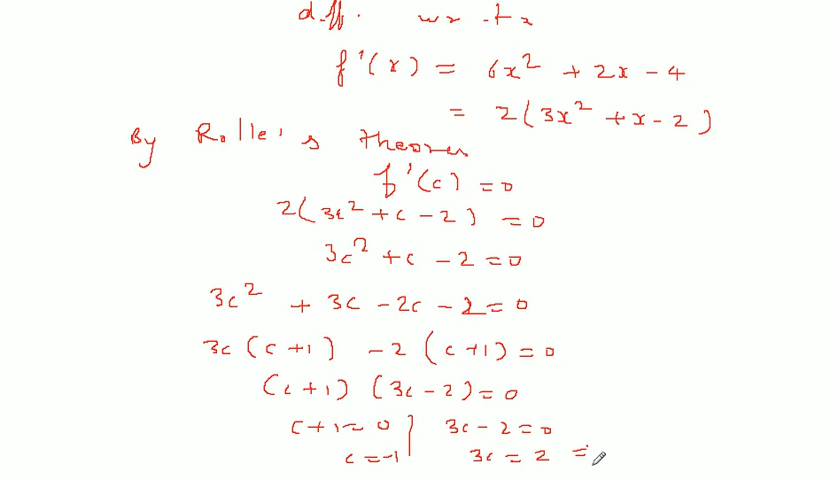 diff. wr.t x
f'(x) = 6x² + 2x - 4
= 2(3x² + x - 2)
By Rolle's theorem
f'(c) = 0
2(3c² + c - 2) = 0
3c² + c - 2 = 0
3c² + 3c - 2c - 2 = 0
3c(c+1) - 2(c+1) = 0
(c+1)(3c - 2) = 0
c+1 = 0 | 3c - 2 = 0
c = -1 | 3c = 2 =